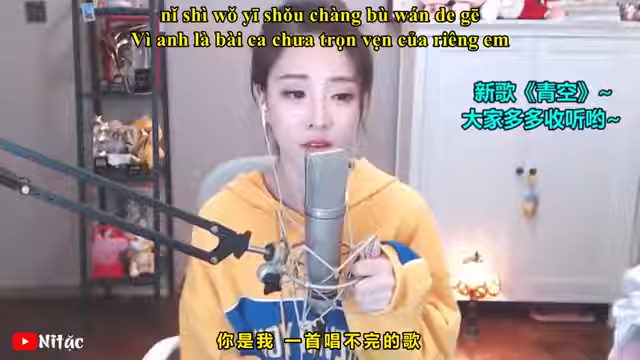 nǐ shì wǒ yī shǒu chàng bù wán de gē
Vì anh là bài ca chưa trọn vẹn của riêng em
新歌《青空》~
大家多多收听哟~
你是我 一首唱不完的歌
Nitặc